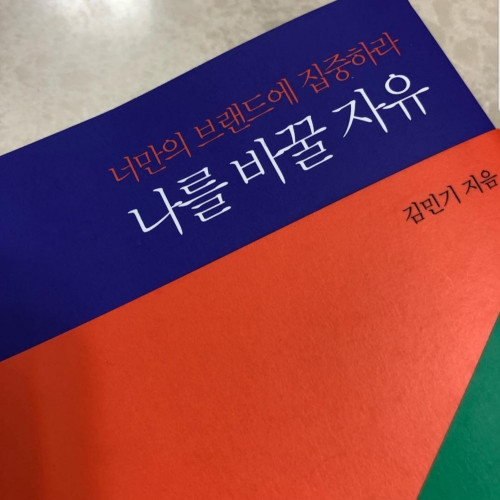 너만의 브랜드에 집중하라
나를 바꿀 자유
김민기 지음